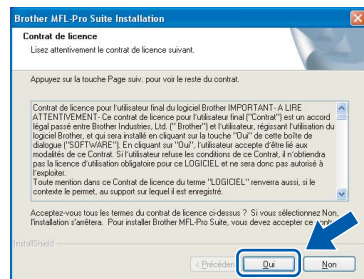 Brother MFL-Pro Suite Installation
Contrat de licence
Lisez attentivement le contrat de licence suivant.
Appuyez sur la touche Page suiv. pour voir le reste du contrat.
Contrat de licence pour l'utilisateur final du logiciel Brother IMPORTANT- A LIRE
ATTENTIVEMENT- Ce contrat de licence pour l'utilisateur final ("Contrat") est un accord
légal passé entre Brother Industries, Ltd. (" Brother") et l'utilisateur, régissant l'utilisation du
logiciel Brother, et qui sera installé en cliquant sur la touche "Oui" de cette boîte de
dialogue ("SOFTWARE"). En cliquant sur "Oui", l'utilisateur accepte d'être lié aux
modalités de ce Contrat. Si l'utilisateur refuse les conditions de ce Contrat, il n'obtiendra
pas la licence d'utilisation obligatoire pour ce LOGICIEL et ne sera donc pas autorisé à
l'exploiter.
Toute mention dans ce Contrat de licence du terme "LOGICIEL" renverra aussi, si le
contexte le permet, au support sur lequel il est enregistré.
Acceptez-vous tous les termes du contrat de licence ci-dessus ? Si vous sélectionnez Non,
l'installation s'arrêtera. Pour installer Brother MFL-Pro Suite, vous devez accepter ce
InstallShield
< Précéden
Oui
Non